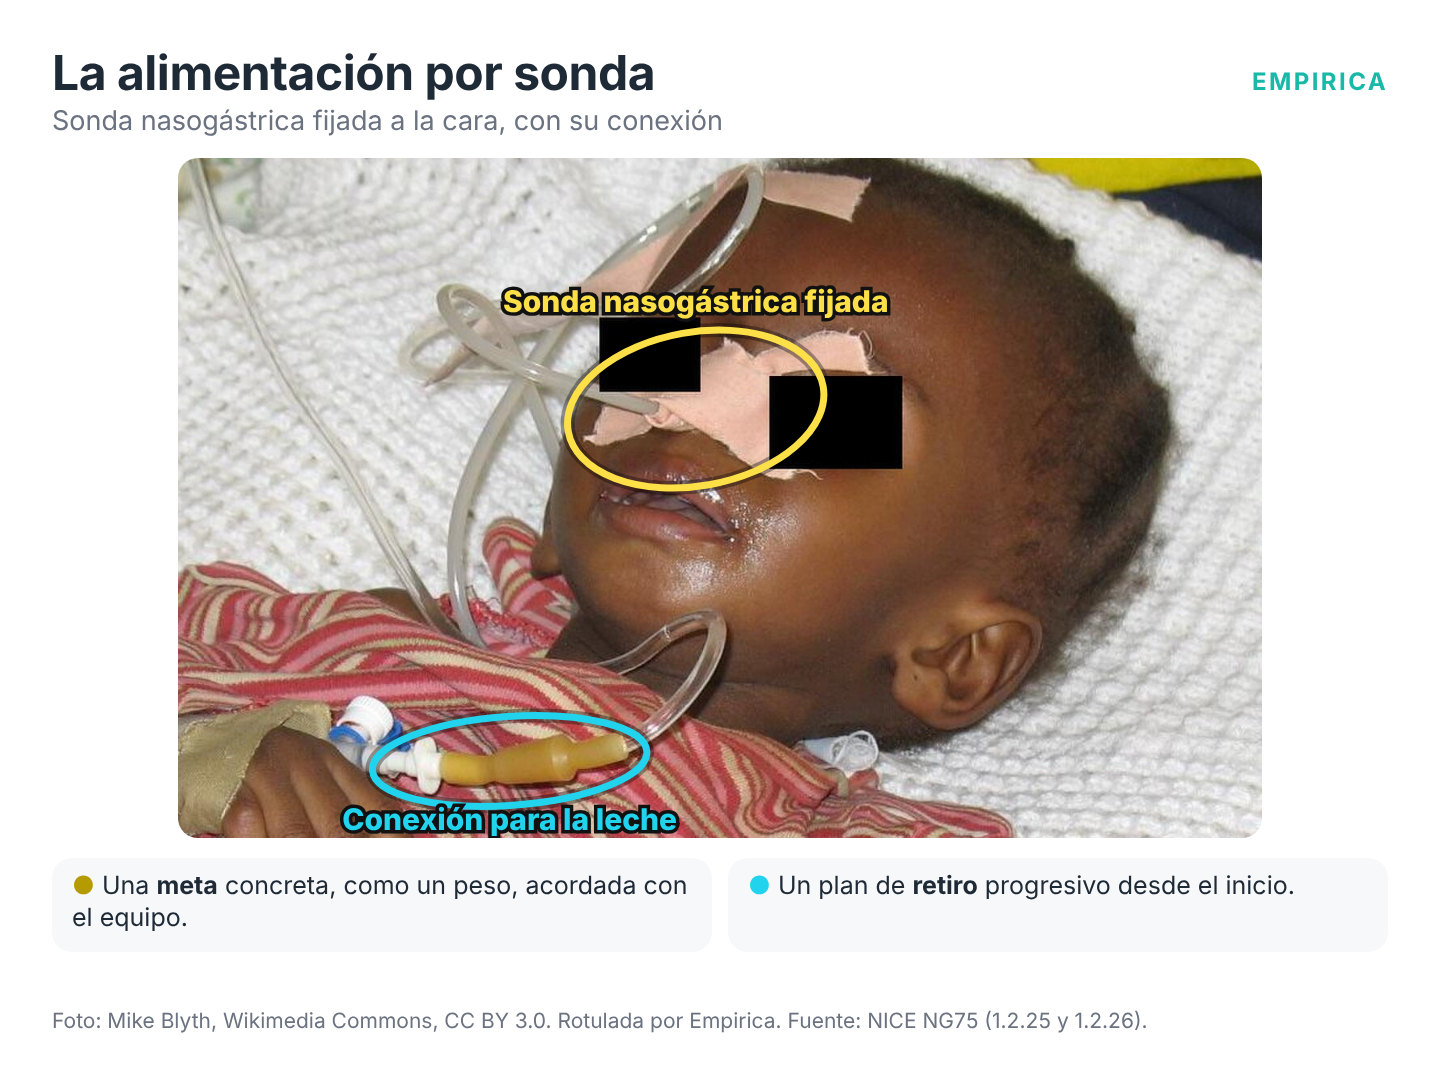 La alimentación por sonda
EMPIRICA
Sonda nasogástrica fijada a la cara, con su conexión
Sonda nasogástrica fijada
Conexión para la leche
Una meta concreta, como un peso, acordada con
el equipo.
Un plan de retiro progresivo desde el inicio.
Foto: Mike Blyth, Wikimedia Commons, CC BY 3.0. Rotulada por Empirica. Fuente: NICE NG75 (1.2.25 y 1.2.26).